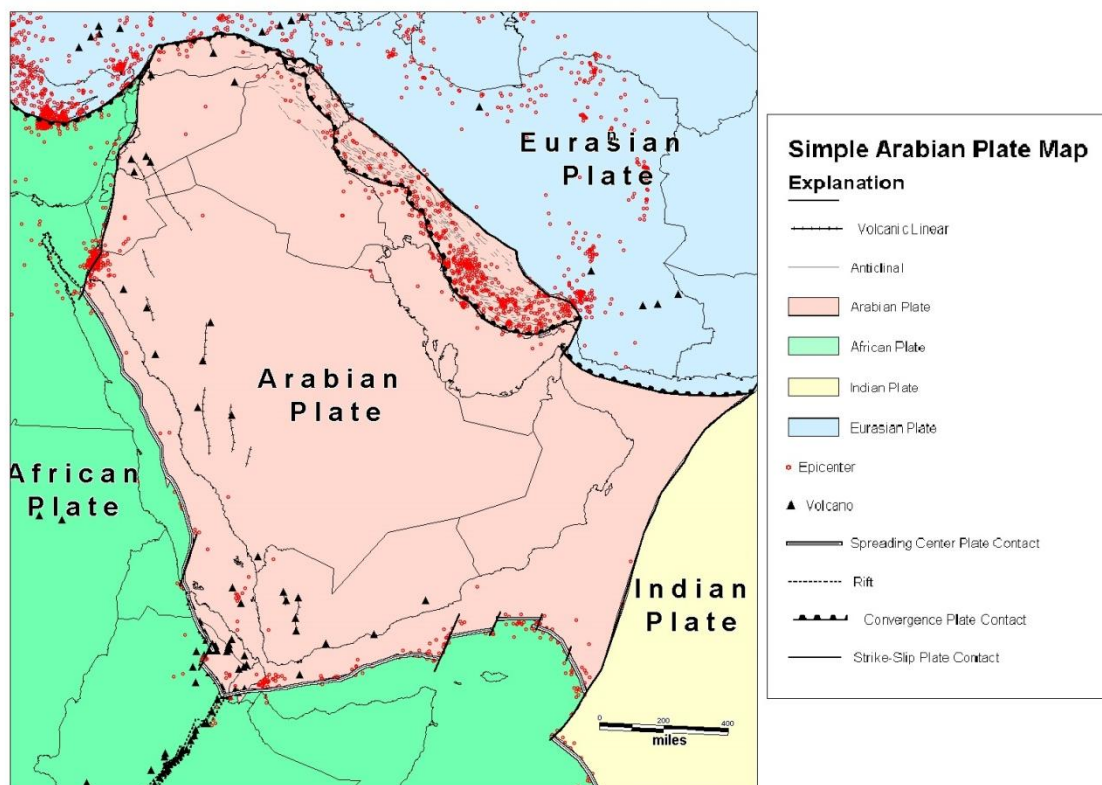 Eurasian
Plate
Arabian
Plate
African
Plate
Indian
Plate
0 200 400
miles
Simple Arabian Plate Map
Explanation
Volcanic Linear
Anticlinal
Arabian Plate
African Plate
Indian Plate
Eurasian Plate
Epicenter
Volcano
Spreading Center Plate Contact
Rift
Convergence Plate Contact
Strike-Slip Plate Contact